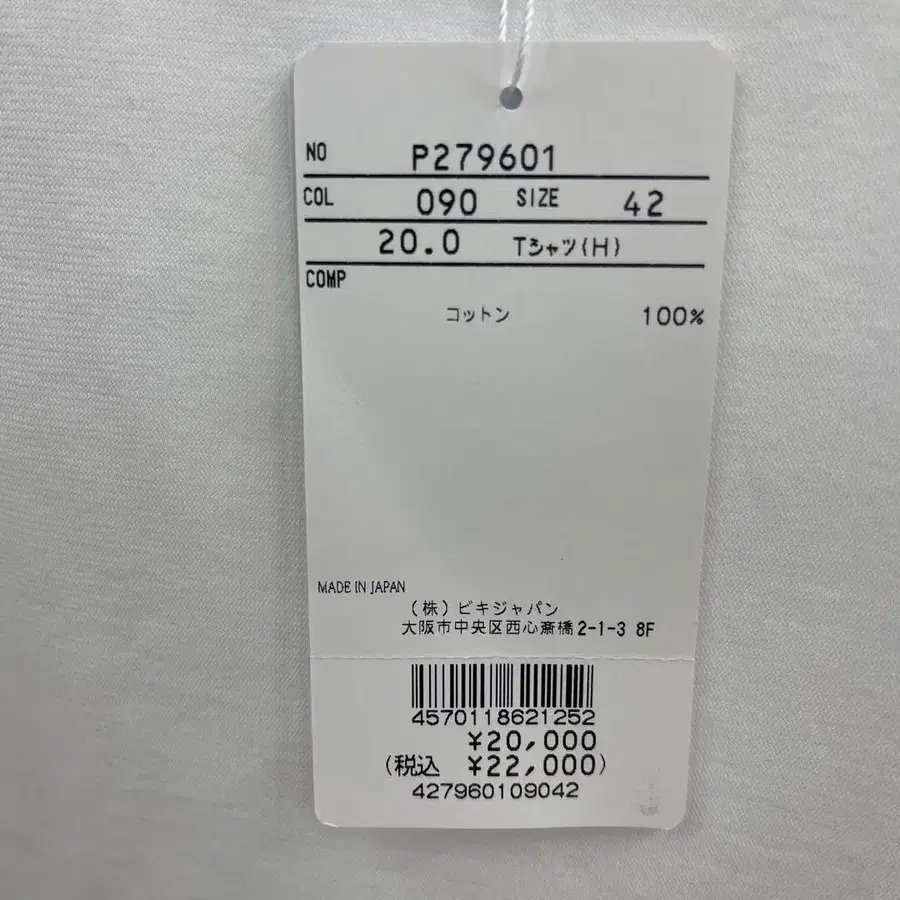 NO P279601
COL 090 SIZE 42
20.0 Tシャツ(H)
COMP
コットン 100%
MADE IN JAPAN
(株)ビキジャパン
大阪市中央区西心斎橋2-1-3 8F
4570118621252
¥20,000
(税込 ¥22,000)
427960109042